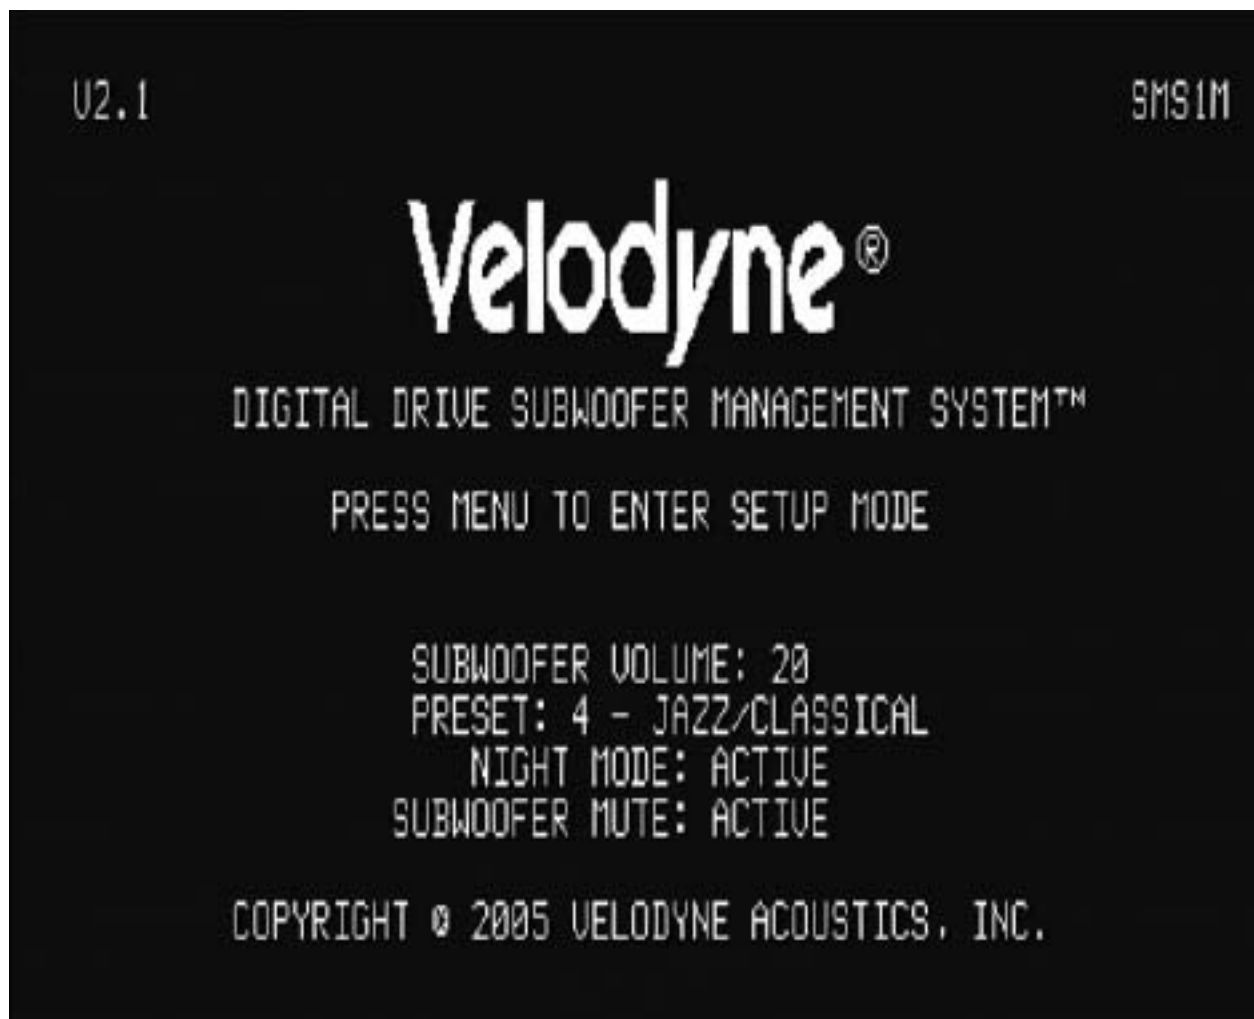 V2.1 SMS1M
Velodyne®
DIGITAL DRIVE SUBWOOFER MANAGEMENT SYSTEM™
PRESS MENU TO ENTER SETUP MODE
SUBWOOFER VOLUME: 20
PRESET: 4 - JAZZ/CLASSICAL
NIGHT MODE: ACTIVE
SUBWOOFER MUTE: ACTIVE
COPYRIGHT © 2005 VELODYNE ACOUSTICS, INC.